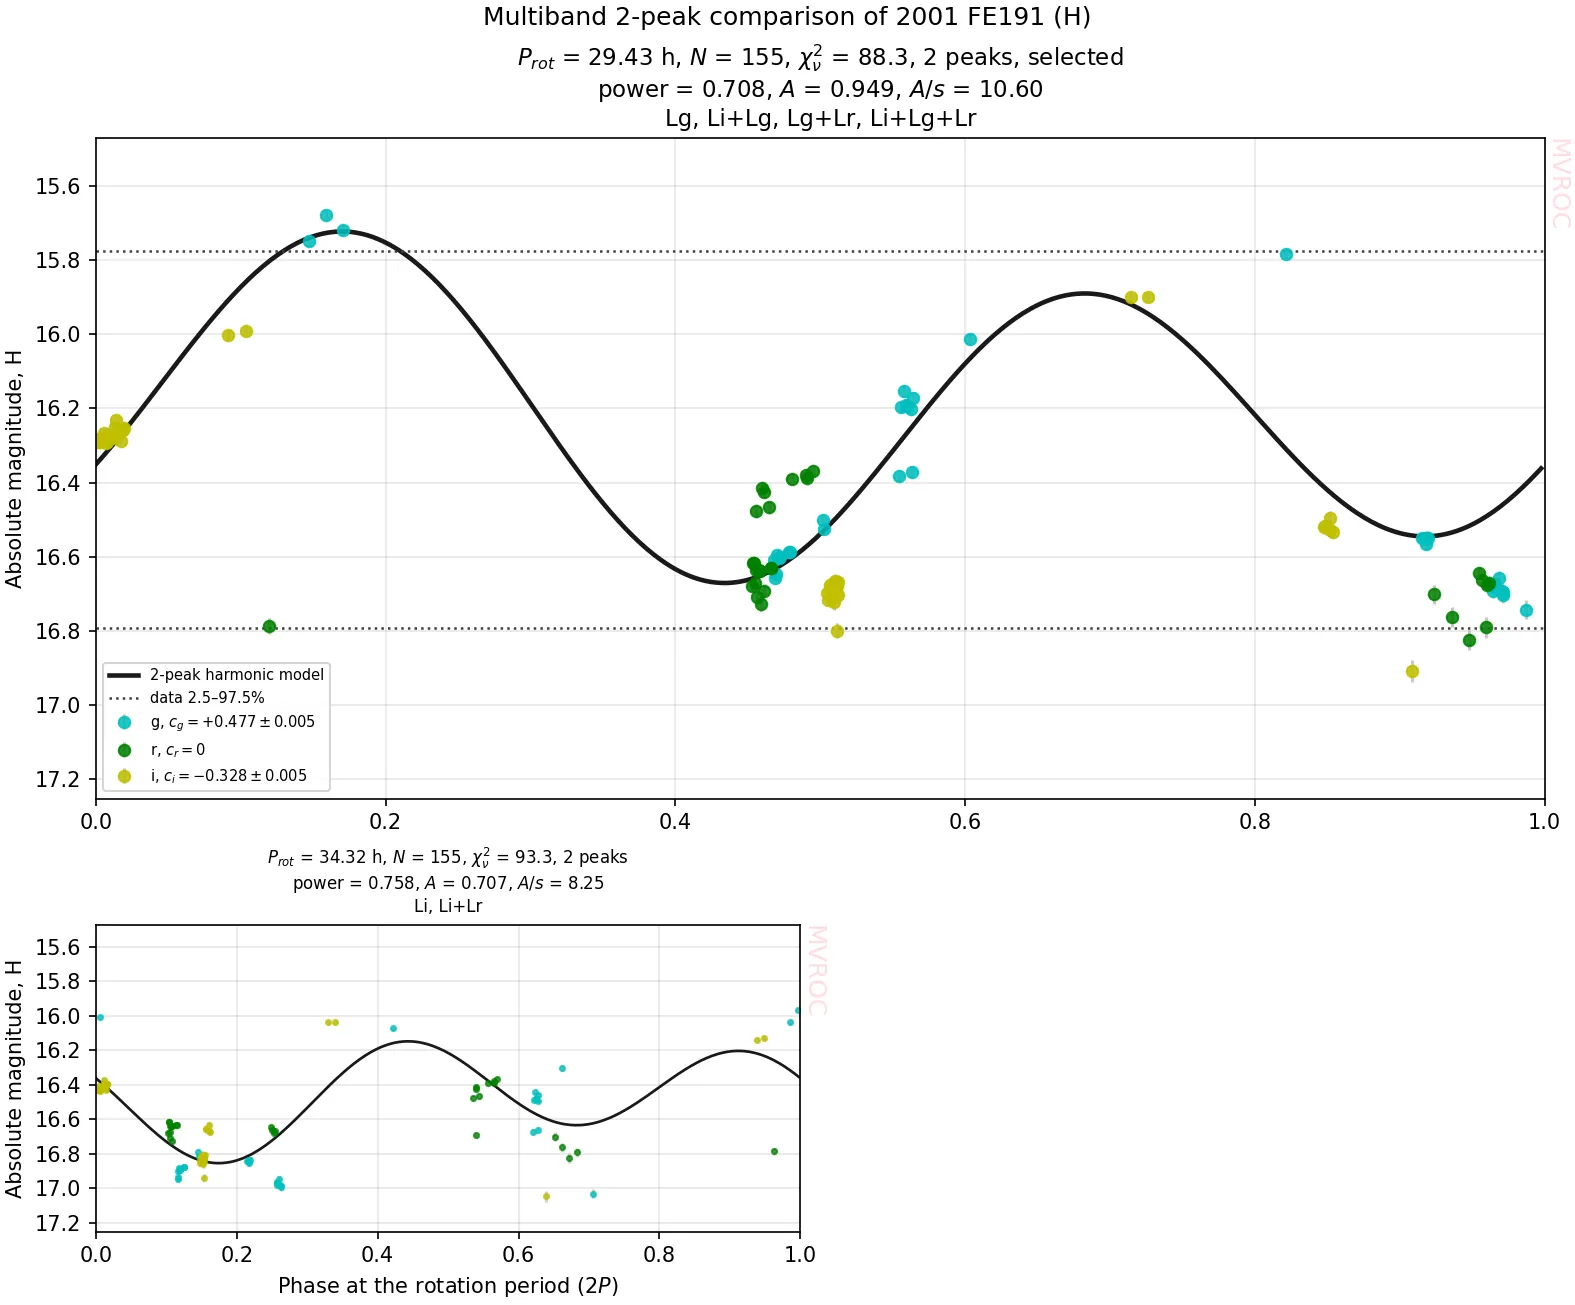 Multiband 2-peak comparison of 2001 FE191 (H)
P_rot = 29.43 h, N = 155, χ²_ν = 88.3, 2 peaks, selected
power = 0.708, A = 0.949, A/s = 10.60
Lg, Li+Lg, Lg+Lr, Li+Lg+Lr
MVROC
Absolute magnitude, H
15.6
15.8
16.0
16.2
16.4
16.6
16.8
17.0
17.2
2-peak harmonic model
data 2.5–97.5%
g, c_g = +0.477 ± 0.005
r, c_r = 0
i, c_i = −0.328 ± 0.005
0.0 0.2 0.4 0.6 0.8 1.0
P_rot = 34.32 h, N = 155, χ²_ν = 93.3, 2 peaks
power = 0.758, A = 0.707, A/s = 8.25
Li, Li+Lr
MVROC
Absolute magnitude, H
15.6
15.8
16.0
16.2
16.4
16.6
16.8
17.0
17.2
0.0 0.2 0.4 0.6 0.8 1.0
Phase at the rotation period (2P)